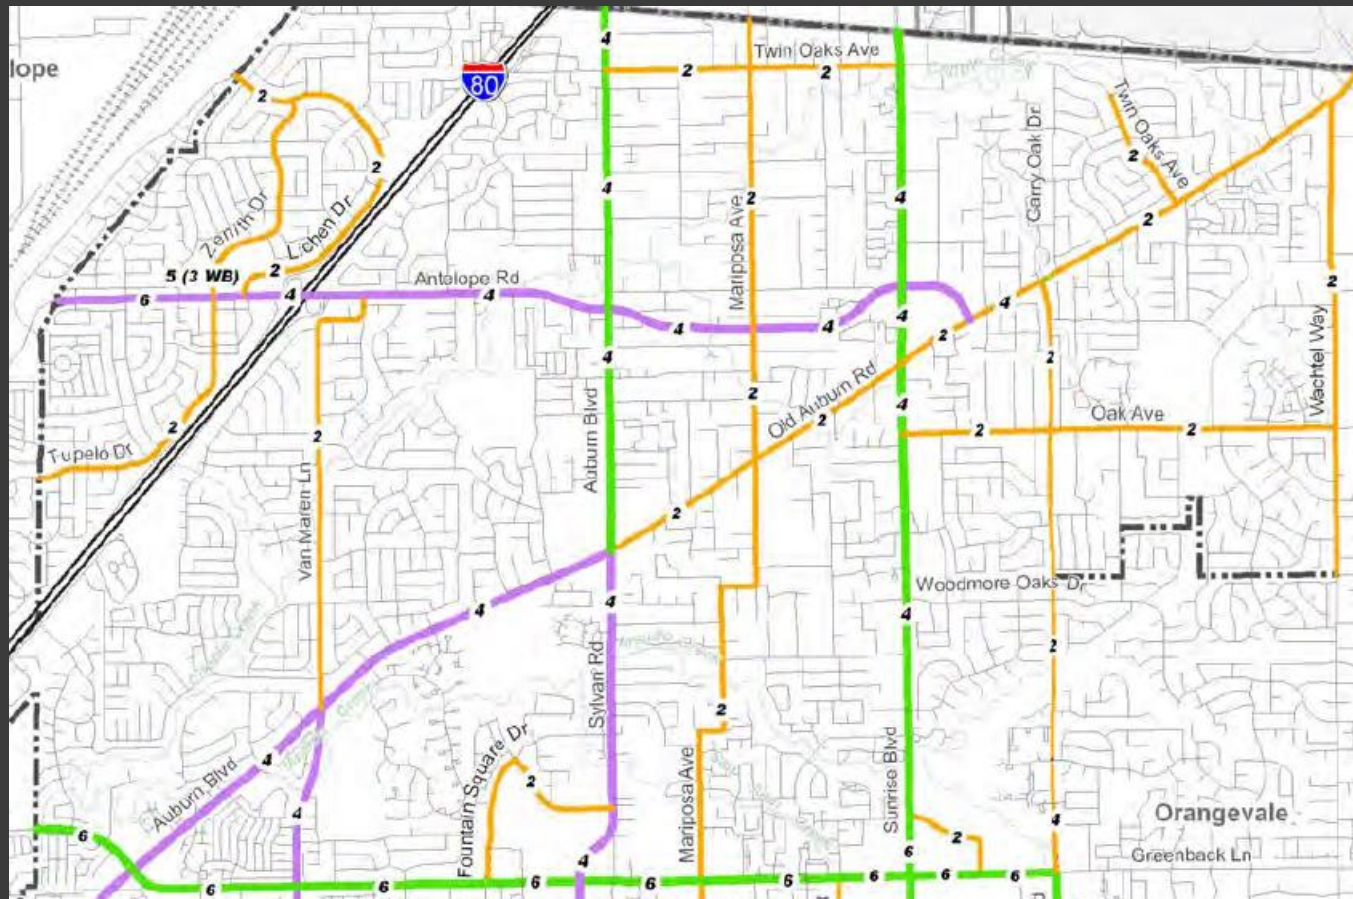 lope
80
4
Twin Oaks Ave
2
2
2
Twin Oaks Ave
2
2
4
2
4
Garry Oak Dr
2
Mariposa Ave
Zenith Dr
Lichen Dr
5 (3 WB)
2
Antelope Rd
6
4
4
4
4
4
4
2
4
2
4
2
2
Wachtel Way
Old Auburn Rd
2
Oak Ave
2
2
4
Auburn Blvd
Tupelo Dr
2
2
Van Maren Ln
2
Woodmore Oaks Dr
4
4
4
2
Sylvan Rd
2
Fountain Square Dr
2
Mariposa Ave
Sunrise Blvd
Auburn Blvd
4
4
6
4
2
6
4
Orangevale
Greenback Ln
6
6
6
6
6
6
6
6